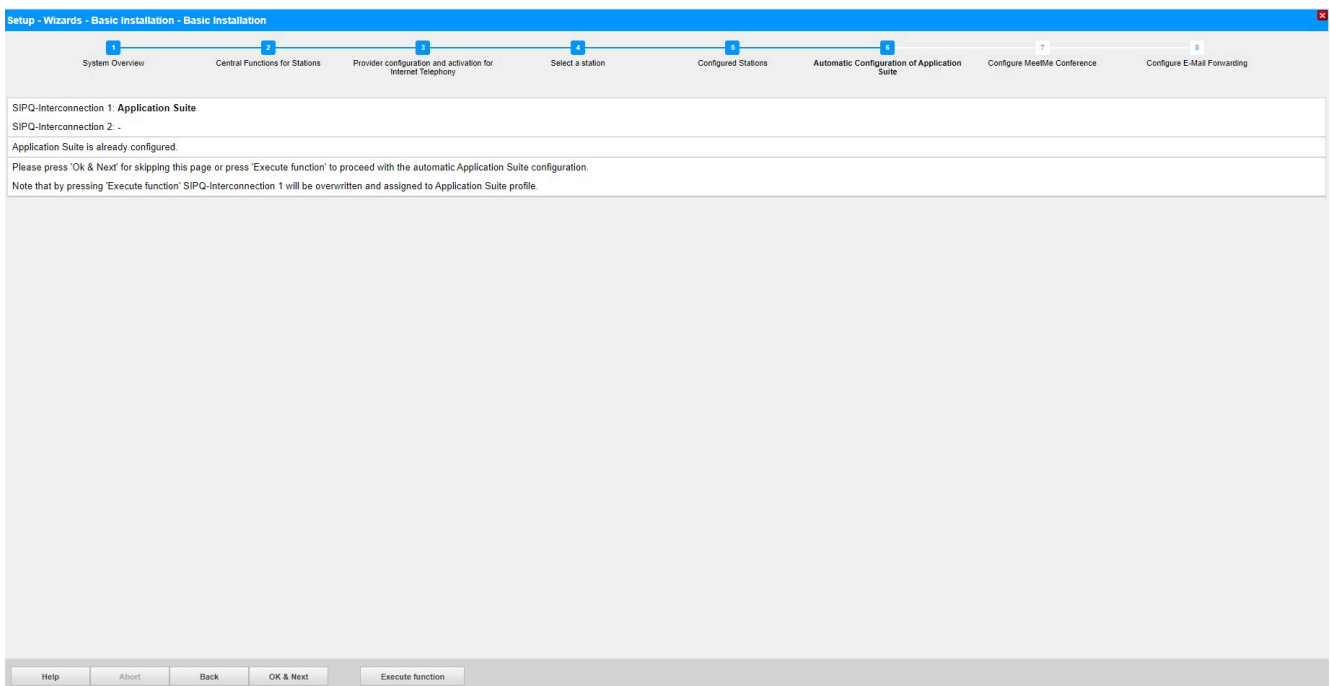 Setup - Wizards - Basic Installation - Basic Installation
x
1
2
3
4
5
6
7
8
System Overview
Central Functions for Stations
Provider configuration and activation for
Internet Telephony
Select a station
Configured Stations
Automatic Configuration of Application
Suite
Configure MeetMe Conference
Configure E-Mail Forwarding
SIPQ-Interconnection 1: Application Suite
SIPQ-Interconnection 2: -
Application Suite is already configured.
Please press 'Ok & Next' for skipping this page or press 'Execute function' to proceed with the automatic Application Suite configuration.
Note that by pressing 'Execute function' SIPQ-Interconnection 1 will be overwritten and assigned to Application Suite profile.
Help
Abort
Back
OK & Next
Execute function